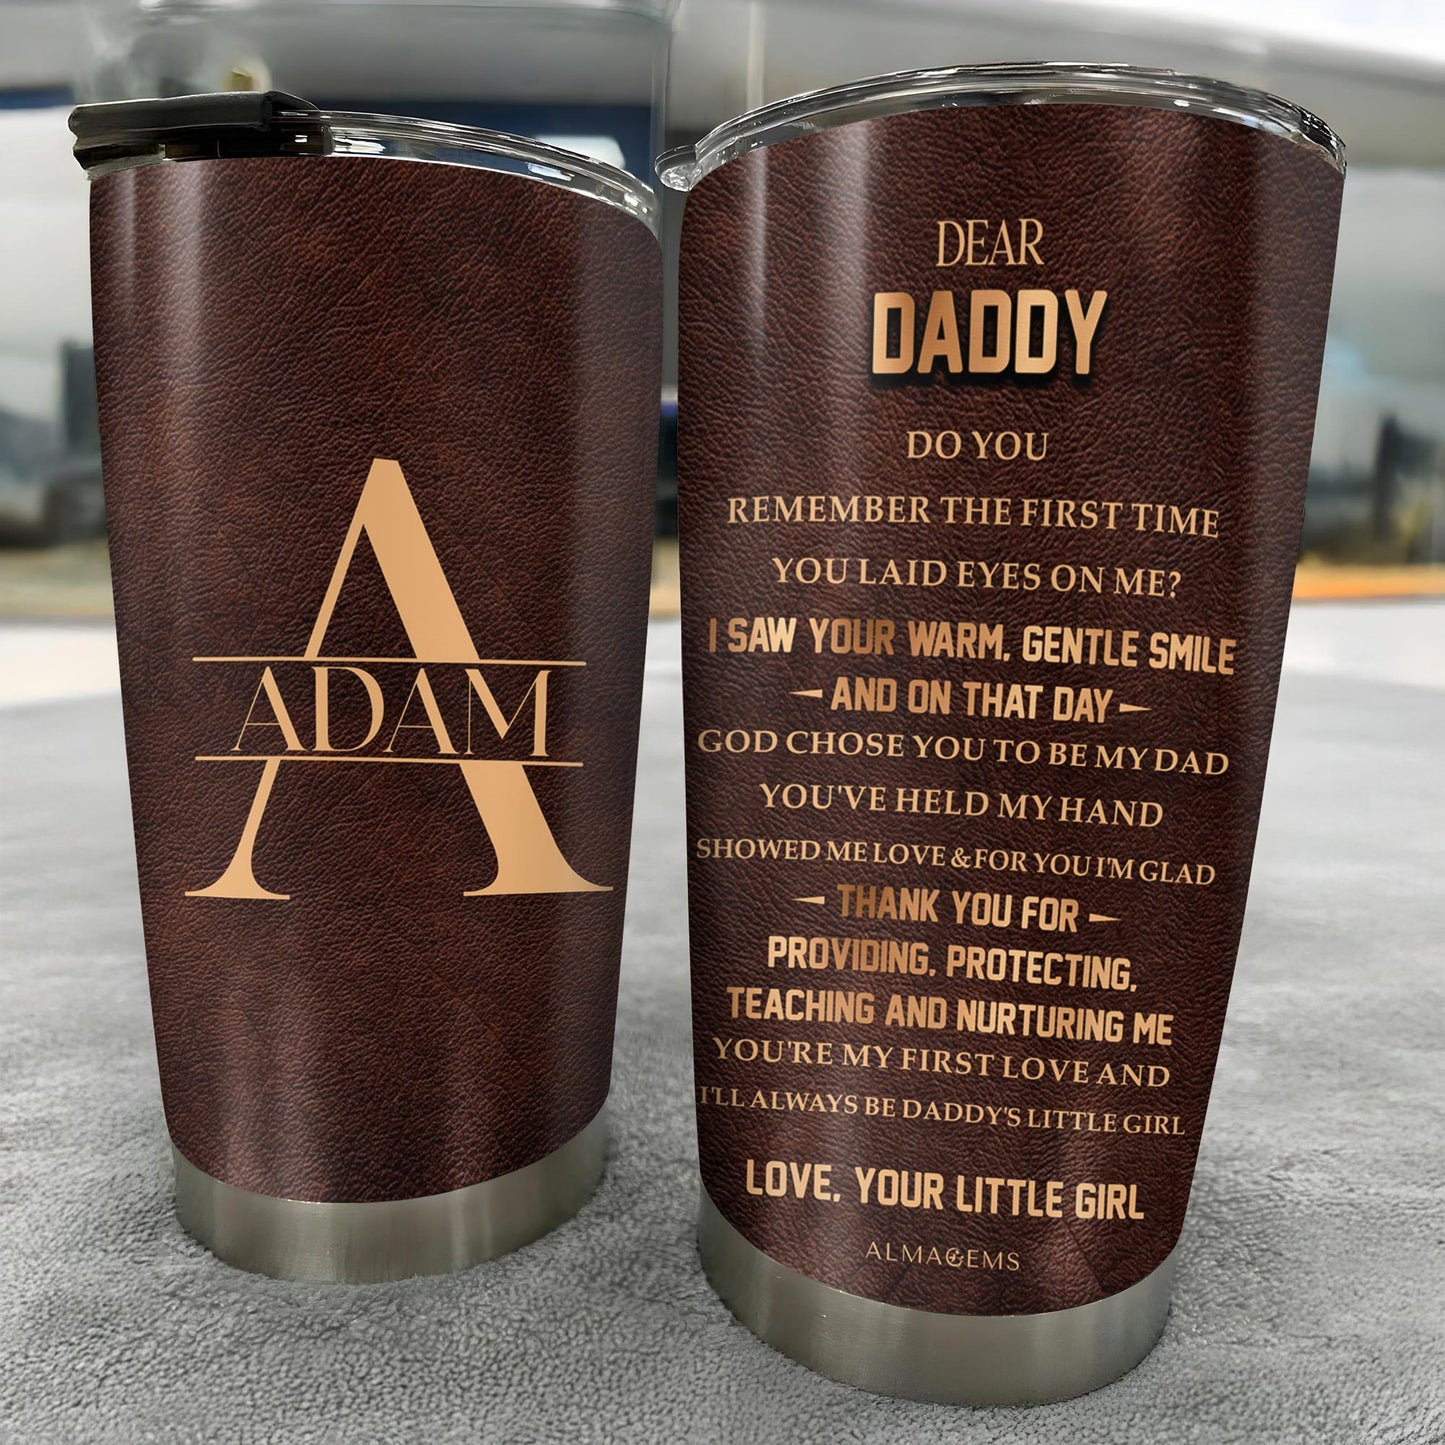 A
ADAM
DEAR
DADDY
DO YOU
REMEMBER THE FIRST TIME
YOU LAID EYES ON ME?
I SAW YOUR WARM, GENTLE SMILE
AND ON THAT DAY
GOD CHOSE YOU TO BE MY DAD
YOU'VE HELD MY HAND
SHOWED ME LOVE & FOR YOU I'M GLAD
THANK YOU FOR
PROVIDING, PROTECTING,
TEACHING AND NURTURING ME
YOU'RE MY FIRST LOVE AND
I'LL ALWAYS BE DADDY'S LITTLE GIRL
LOVE, YOUR LITTLE GIRL
ALMAGEMS